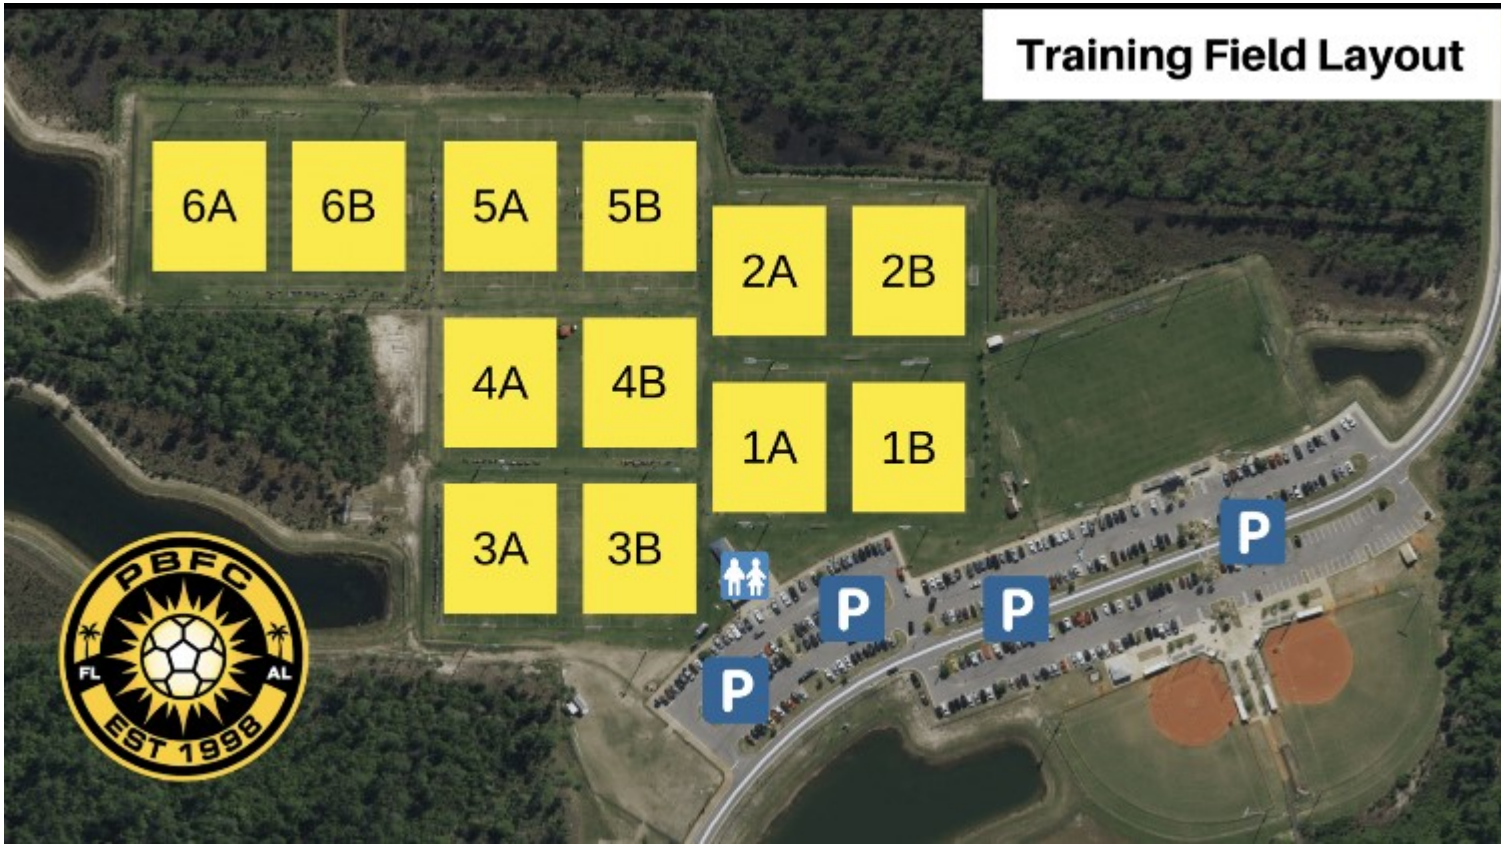 Training Field Layout
6A 6B 5A 5B
2A 2B
4A 4B
1A 1B
3A 3B
P
P P
P
PBFC
FL AL
EST 1998